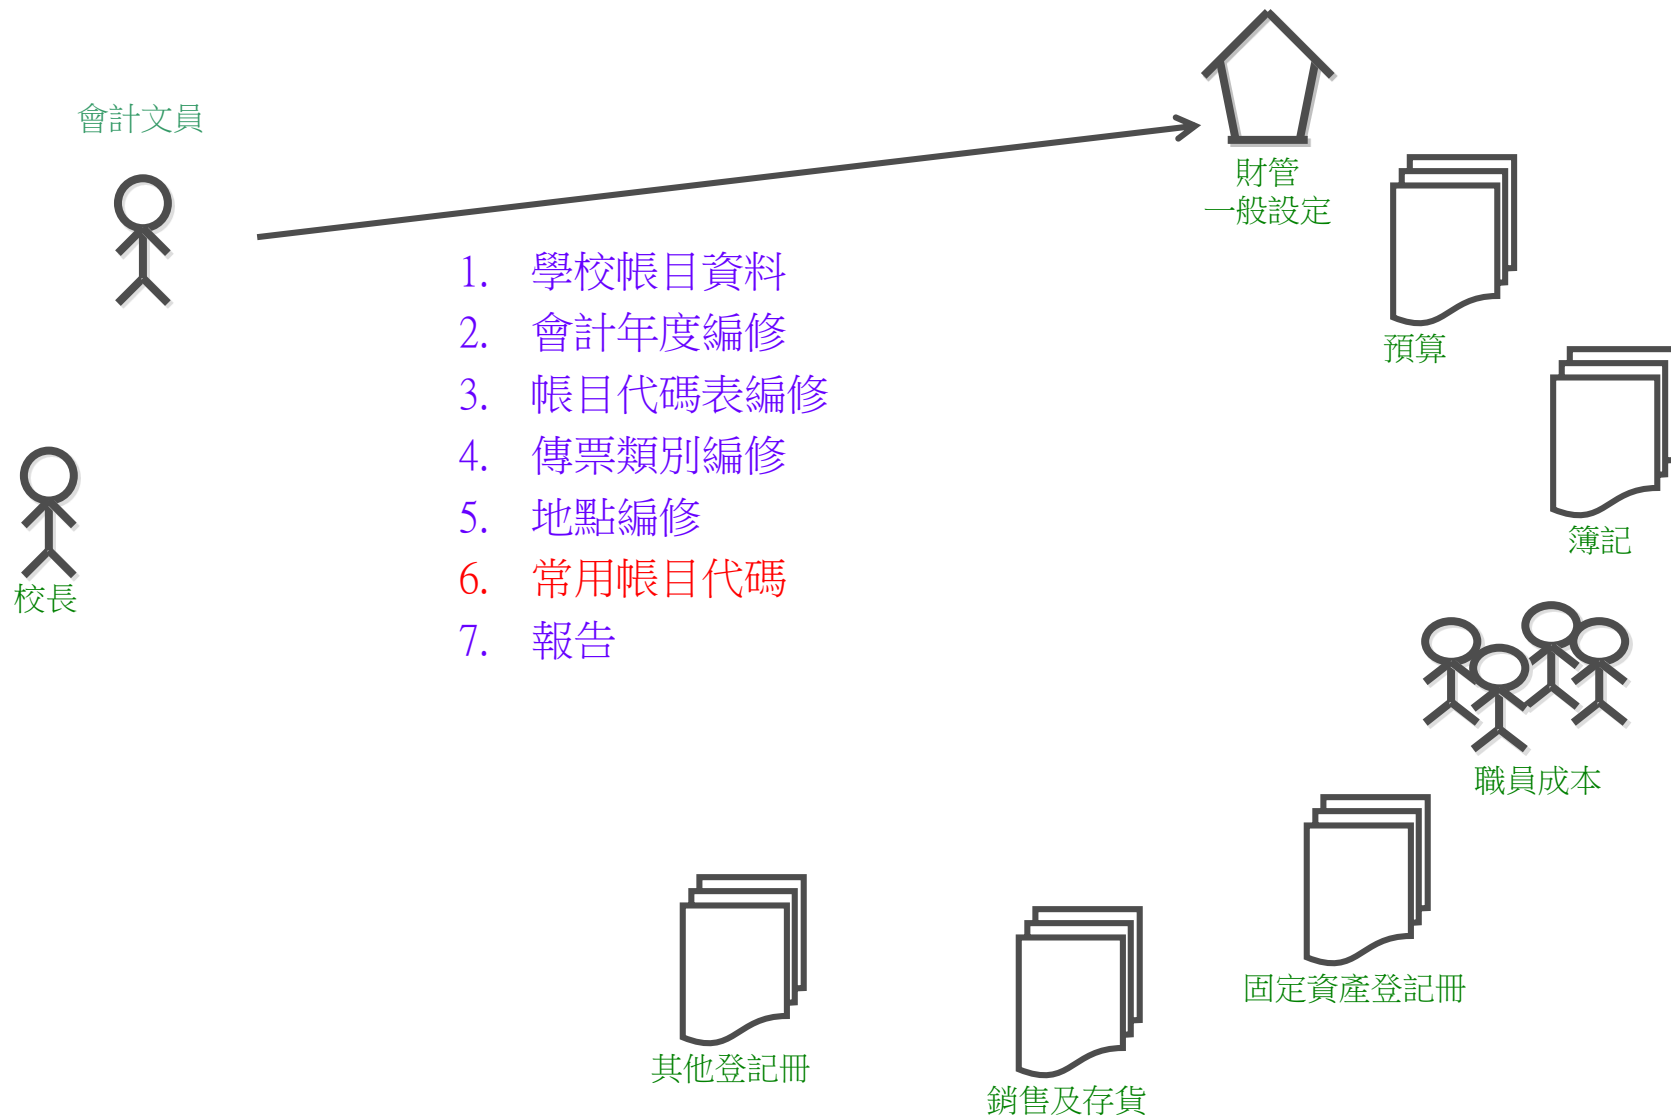 會計文員
財管
一般設定
1. 學校帳目資料
2. 會計年度編修
3. 帳目代碼表編修
4. 傳票類別編修
5. 地點編修
6. 常用帳目代碼
7. 報告
預算
簿記
校長
職員成本
固定資產登記冊
其他登記冊
銷售及存貨